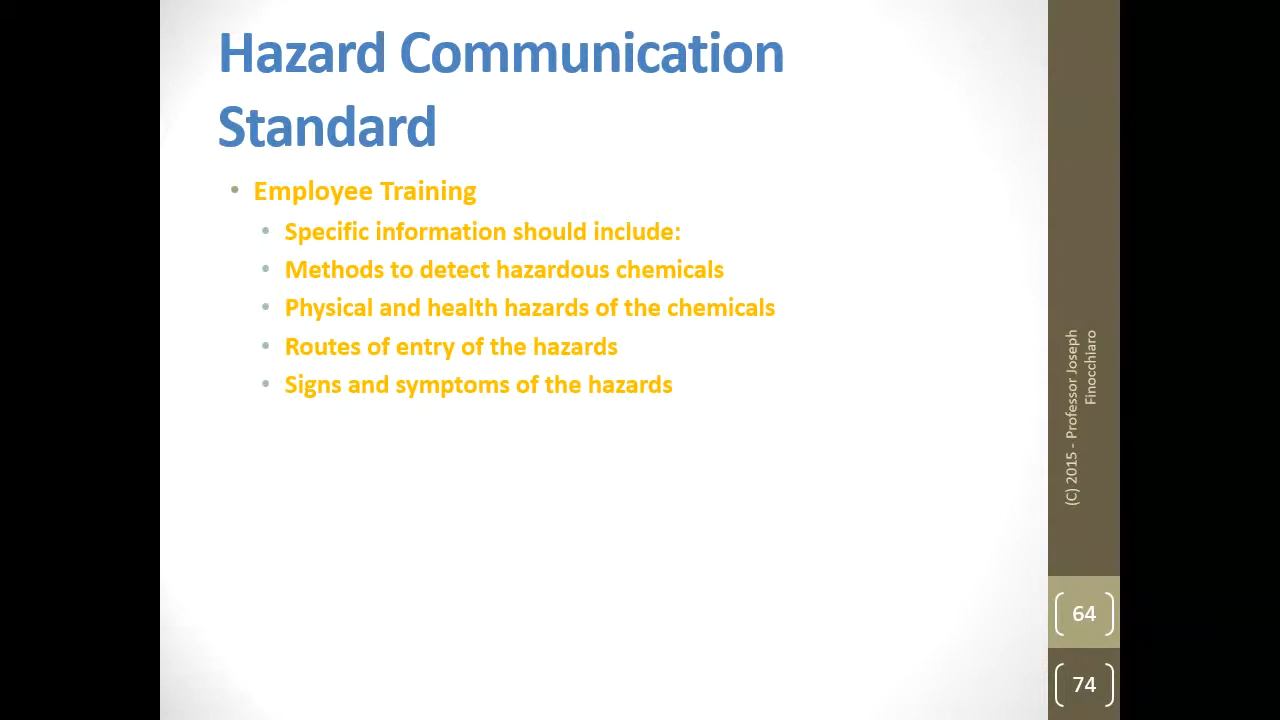 Hazard Communication
Standard
• Employee Training
• Specific information should include:
• Methods to detect hazardous chemicals
• Physical and health hazards of the chemicals
• Routes of entry of the hazards
• Signs and symptoms of the hazards
(C) 2015 - Professor Joseph
Finocchiaro
64
74